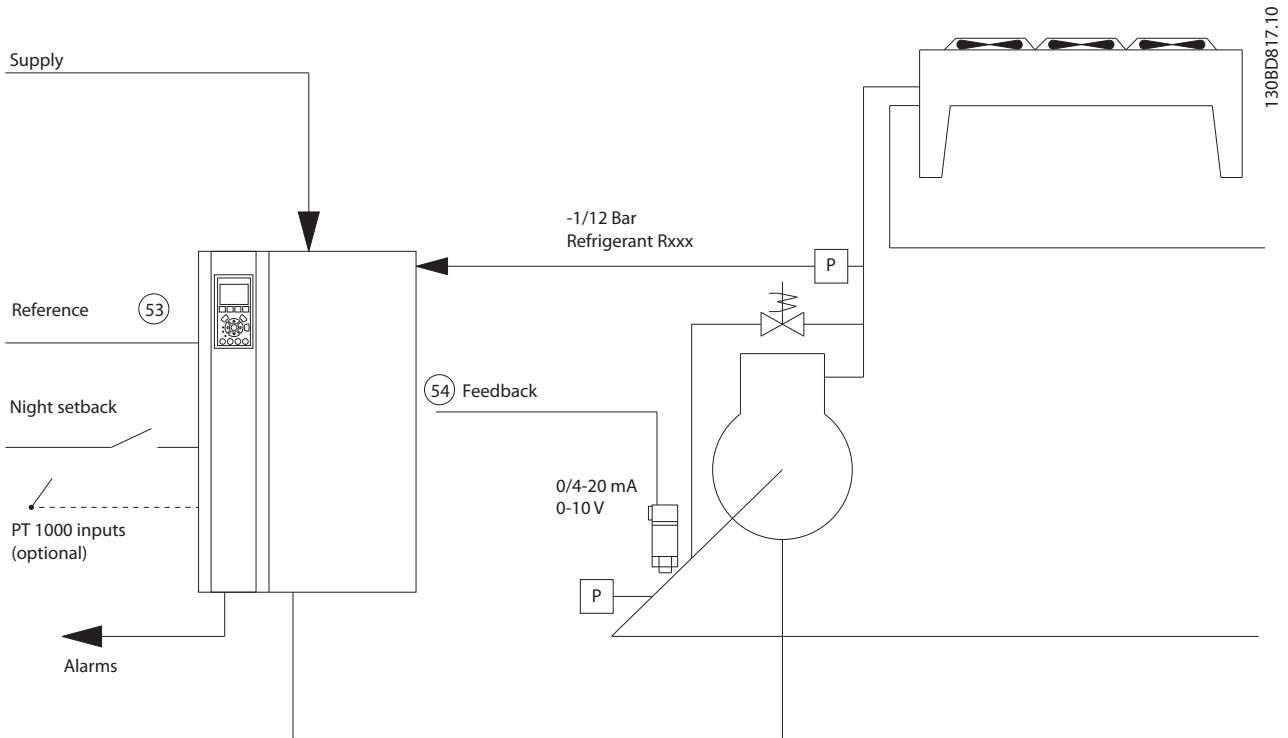 Supply
130BD817.10
-1/12 Bar
Refrigerant Rxxx
P
Reference
53
54
Feedback
Night setback
0/4-20 mA
0-10 V
PT 1000 inputs
(optional)
P
Alarms